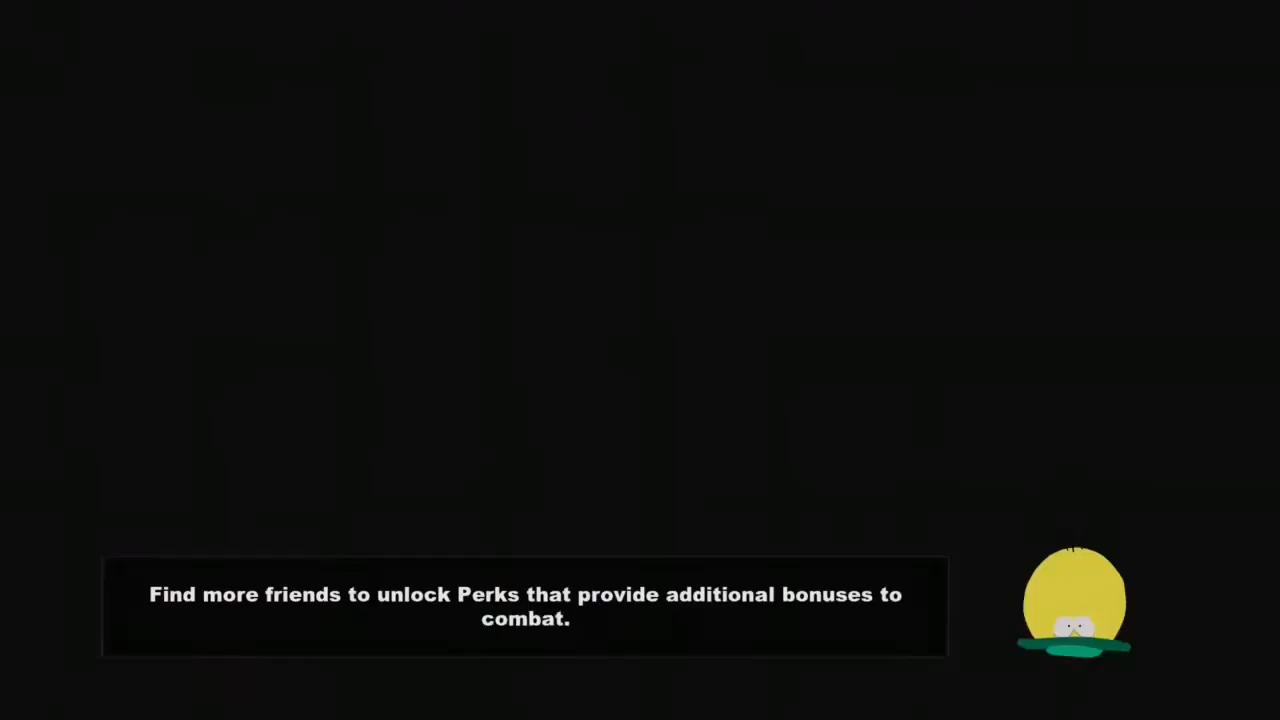 Find more friends to unlock Perks that provide additional bonuses to
combat.